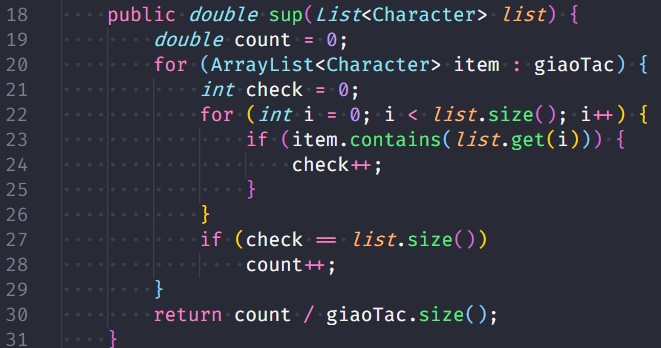 18 public double sup(List<Character> list) {
19 double count = 0;
20 for (ArrayList<Character> item : giaoTac) {
21 int check = 0;
22 for (int i = 0; i < list.size(); i++) {
23 if (item.contains(list.get(i))) {
24 check++;
25 }
26 }
27 if (check == list.size())
28 count++;
29 }
30 return count / giaoTac.size();
31 }